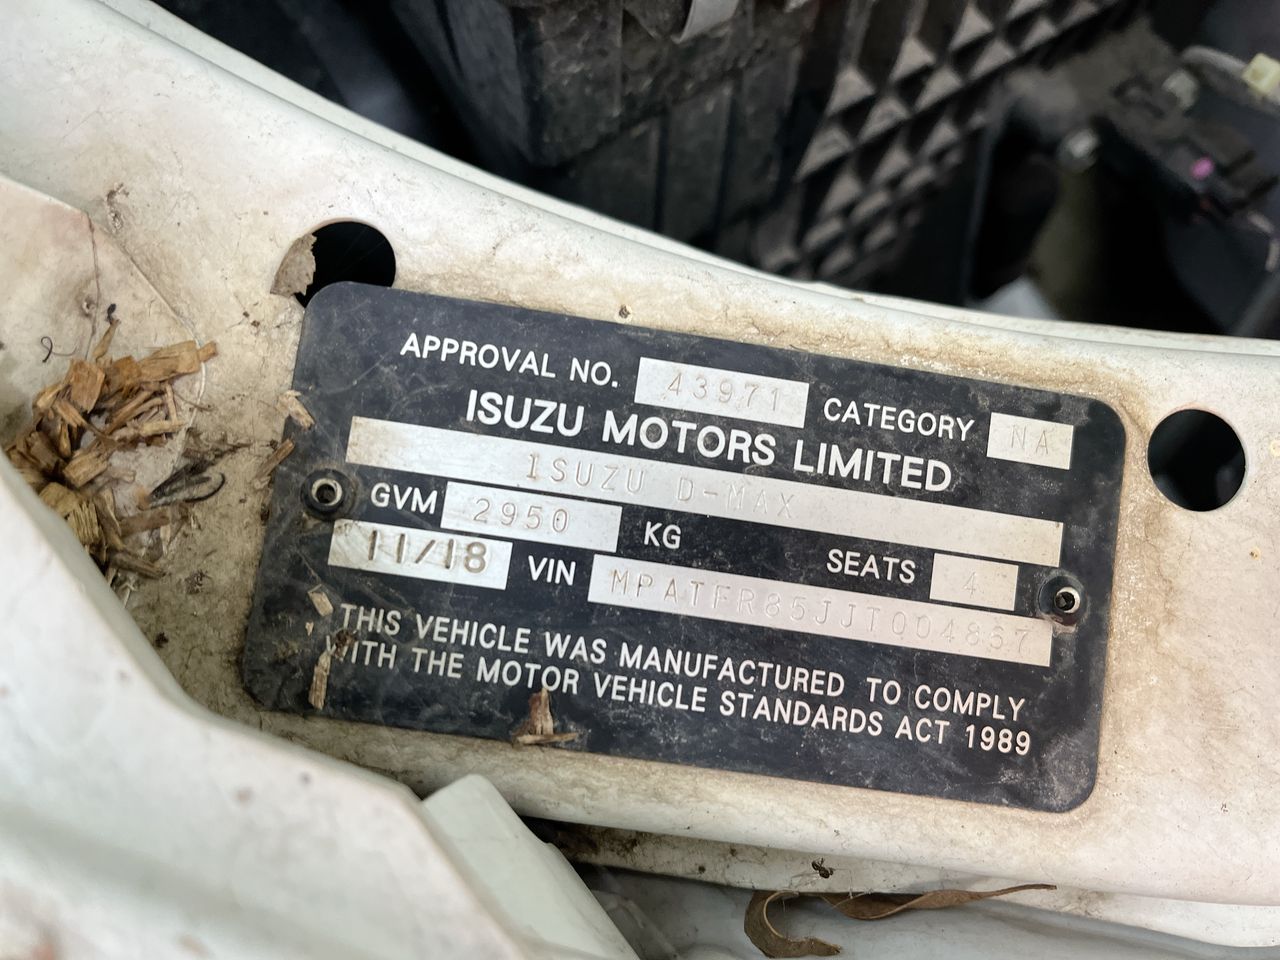 APPROVAL NO. 43971 CATEGORY NA
ISUZU MOTORS LIMITED
ISUZU D-MAX
GVM 2950 KG SEATS 4
11/18 VIN MPATFR85JJT004867
THIS VEHICLE WAS MANUFACTURED TO COMPLY
WITH THE MOTOR VEHICLE STANDARDS ACT 1989